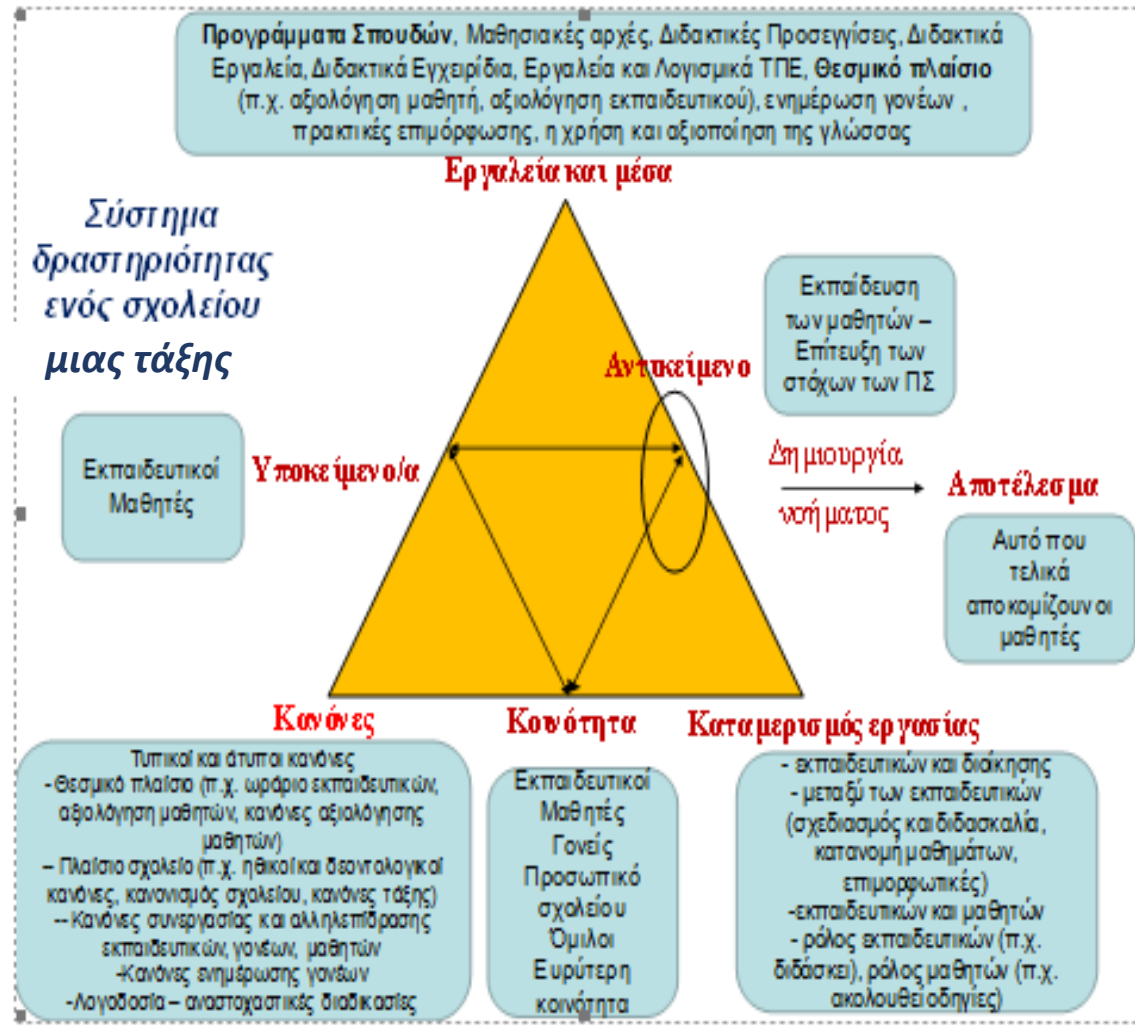 Προγράμματα Σπουδών, Μαθησιακές αρχές, Διδακτικές Προσεγγίσεις, Διδακτικά
Εργαλεία, Διδακτικά Εγχειρίδια, Εργαλεία και Λογισμικά ΤΠΕ, Θεσμικό πλαίσιο
(π.χ. αξιολόγηση μαθητή, αξιολόγηση εκπαιδευτικού), ενημέρωση γονέων ,
πρακτικές επιμόρφωσης, η χρήση και αξιοποίηση της γλώσσας
Εργαλεία και μέσα
Σύστημα
δραστηριότητας
ενός σχολείου
μιας τάξης
Εκπαίδευση
των μαθητών –
Επίτευξη των
στόχων των ΠΣ
Αντικείμενο
Εκπαιδευτικοί
Μαθητές
Υποκείμενο/α
Δημιουργία
νοήματος
Αποτέλεσμα
Αυτό που
τελικά
αποκομίζουν οι
μαθητές
Κανόνες
Τυπικοί και άτυποι κανόνες
-Θεσμικό πλαίσιο (π.χ. ωράριο εκπαιδευτικών,
αξιολόγηση μαθητών, κανόνες αξιολόγησης
μαθητών)
– Πλαίσιο σχολείο (π.χ. ηθικοί και δεοντολογικοί
κανόνες, κανονισμός σχολείου, κανόνες τάξης)
-- Κανόνες συνεργασίας και αλληλεπίδρασης
εκπαιδευτικών, γονέων, μαθητών
-Κανόνες ενημέρωσης γονέων
-Λογοδοσία – αναστοχαστικές διαδικασίες
Κοινότητα
Εκπαιδευτικοί
Μαθητές
Γονείς
Προσωπικό
σχολείου
Όμιλοι
Ευρύτερη
κοινότητα
Καταμερισμός εργασίας
- εκπαιδευτικών και διοίκησης
- μεταξύ των εκπαιδευτικών
(σχεδιασμός και διδασκαλία,
κατανομή μαθημάτων,
επιμορφωτικές)
-εκπαιδευτικών και μαθητών
- ρόλος εκπαιδευτικών (π.χ.
διδάσκει), ρόλος μαθητών (π.χ.
ακολουθεί οδηγίες)